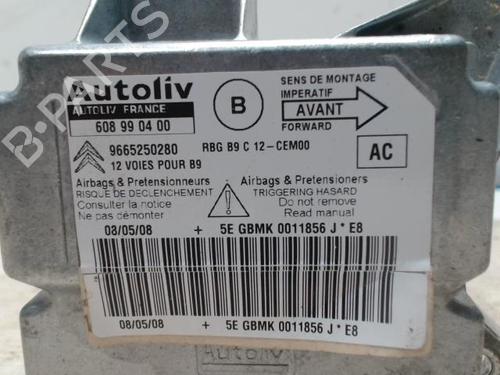 Autoliv
AUTOLIV FRANCE
608 99 04 00
B
SENS DE MONTAGE
IMPERATIF
AVANT
FORWARD
9665250280 RBG B9 C 12-CEM00
12 VOIES POUR B9
AC
Airbags & Pretensionneurs
RISQUE DE DECLENCHEMENT
Consulter la notice
Ne pas démonter
Airbags & Pretensioners
TRIGGERING HASARD
Do not remove
Read manual
08/05/08 + 5E GBMK 0011856 J * E8
08/05/08 + 5E GBMK 0011856 J * E8
Autoliv
B-PARTS